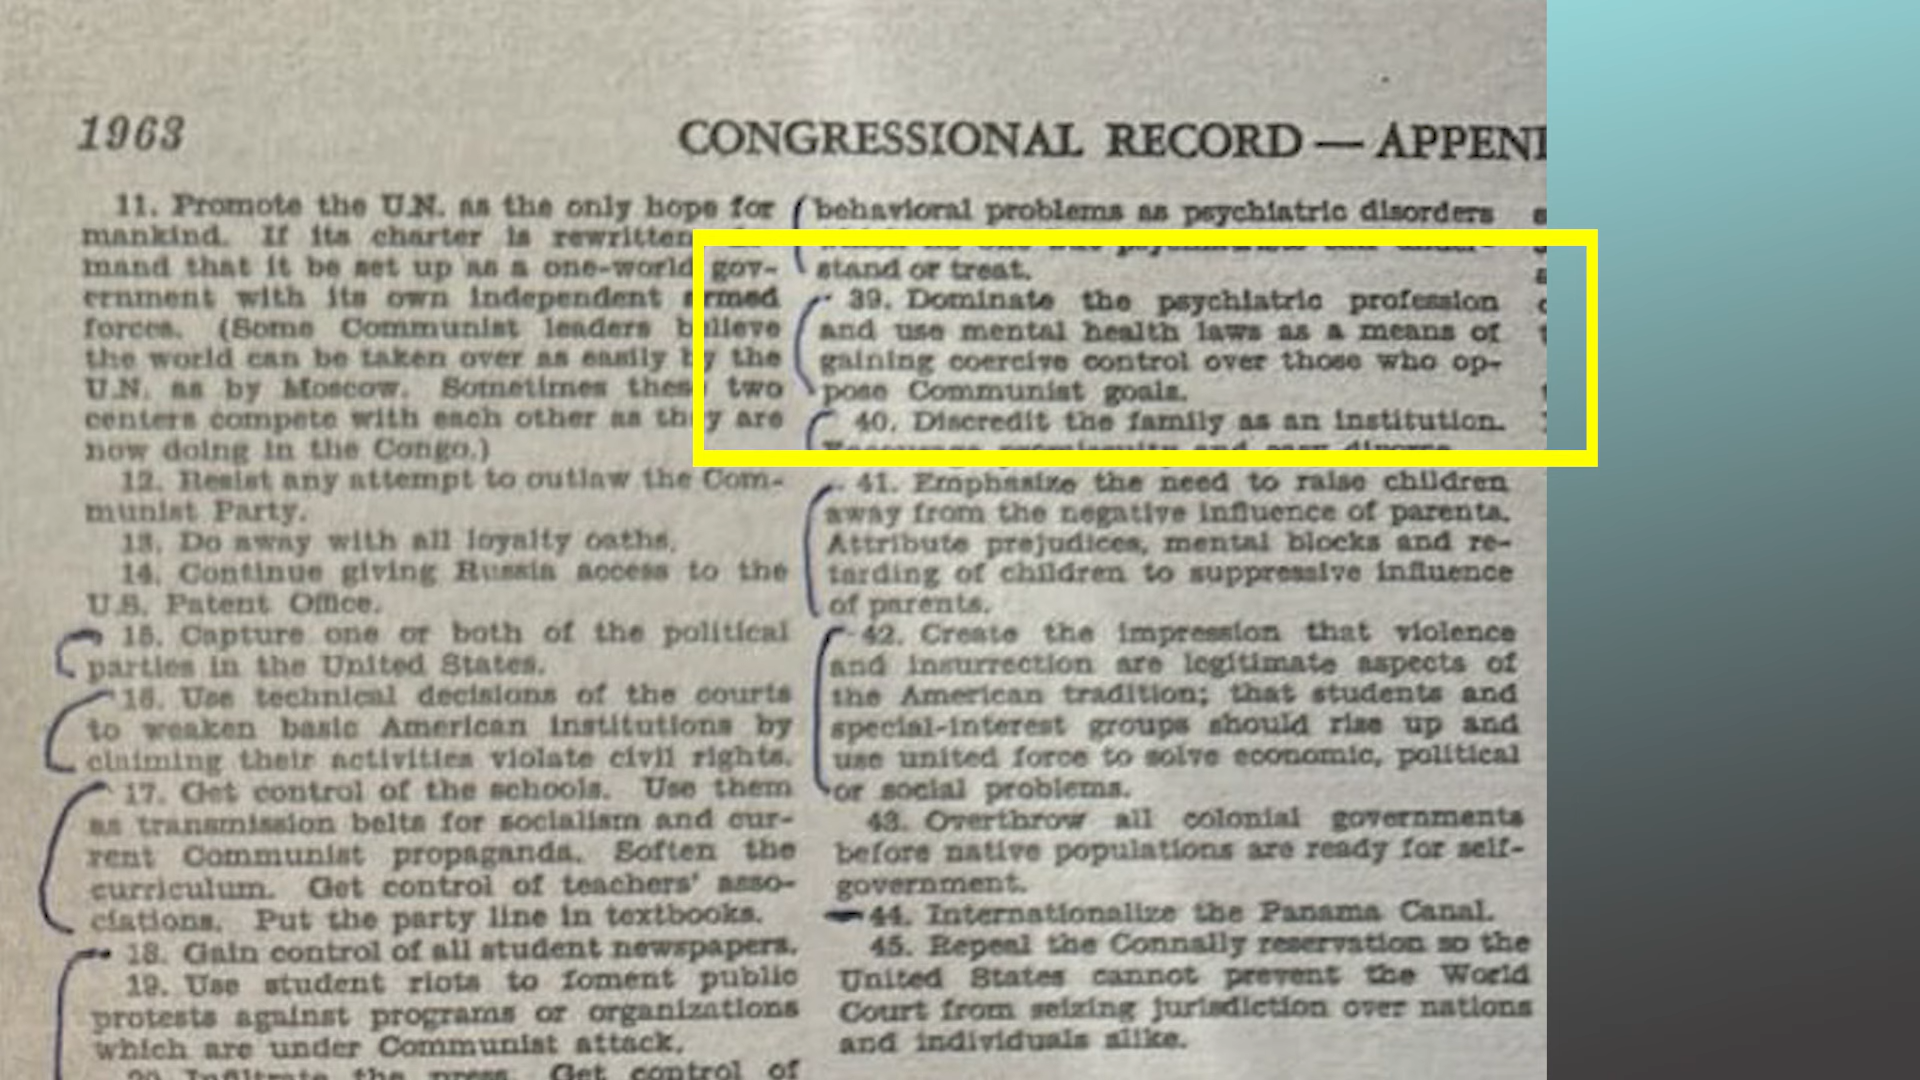 1963
CONGRESSIONAL RECORD — APPEN
11. Promote the U.N. as the only hope for
mankind. If its charter is rewritten,
mand that it be set up as a one-world gov-
ernment with its own independent armed
forces. (Some Communist leaders believe
the world can be taken over as easily by the
U.N. as by Moscow. Sometimes these two
centers compete with each other as they are
now doing in the Congo.)
12. Resist any attempt to outlaw the Com-
munist Party.
13. Do away with all loyalty oaths.
14. Continue giving Russia access to the
U.S. Patent Office.
15. Capture one or both of the political
parties in the United States.
16. Use technical decisions of the courts
to weaken basic American institutions by
claiming their activities violate civil rights.
17. Get control of the schools. Use them
as transmission belts for socialism and cur-
rent Communist propaganda. Soften the
curriculum. Get control of teachers' asso-
ciations. Put the party line in textbooks.
18. Gain control of all student newspapers.
19. Use student riots to foment public
protests against programs or organizations
which are under Communist attack.
20. Infiltrate the press. Get control of
behavioral problems as psychiatric disorders
stand or treat.
39. Dominate the psychiatric profession
and use mental health laws as a means of
gaining coercive control over those who op-
pose Communist goals.
40. Discredit the family as an institution.
Encourage promiscuity and easy divorce.
41. Emphasize the need to raise children
away from the negative influence of parents.
Attribute prejudices, mental blocks and re-
tarding of children to suppressive influence
of parents.
42. Create the impression that violence
and insurrection are legitimate aspects of
the American tradition; that students and
special-interest groups should rise up and
use united force to solve economic, political
or social problems.
43. Overthrow all colonial governments
before native populations are ready for self-
government.
44. Internationalize the Panama Canal.
45. Repeal the Connally reservation so the
United States cannot prevent the World
Court from seizing jurisdiction over nations
and individuals alike.